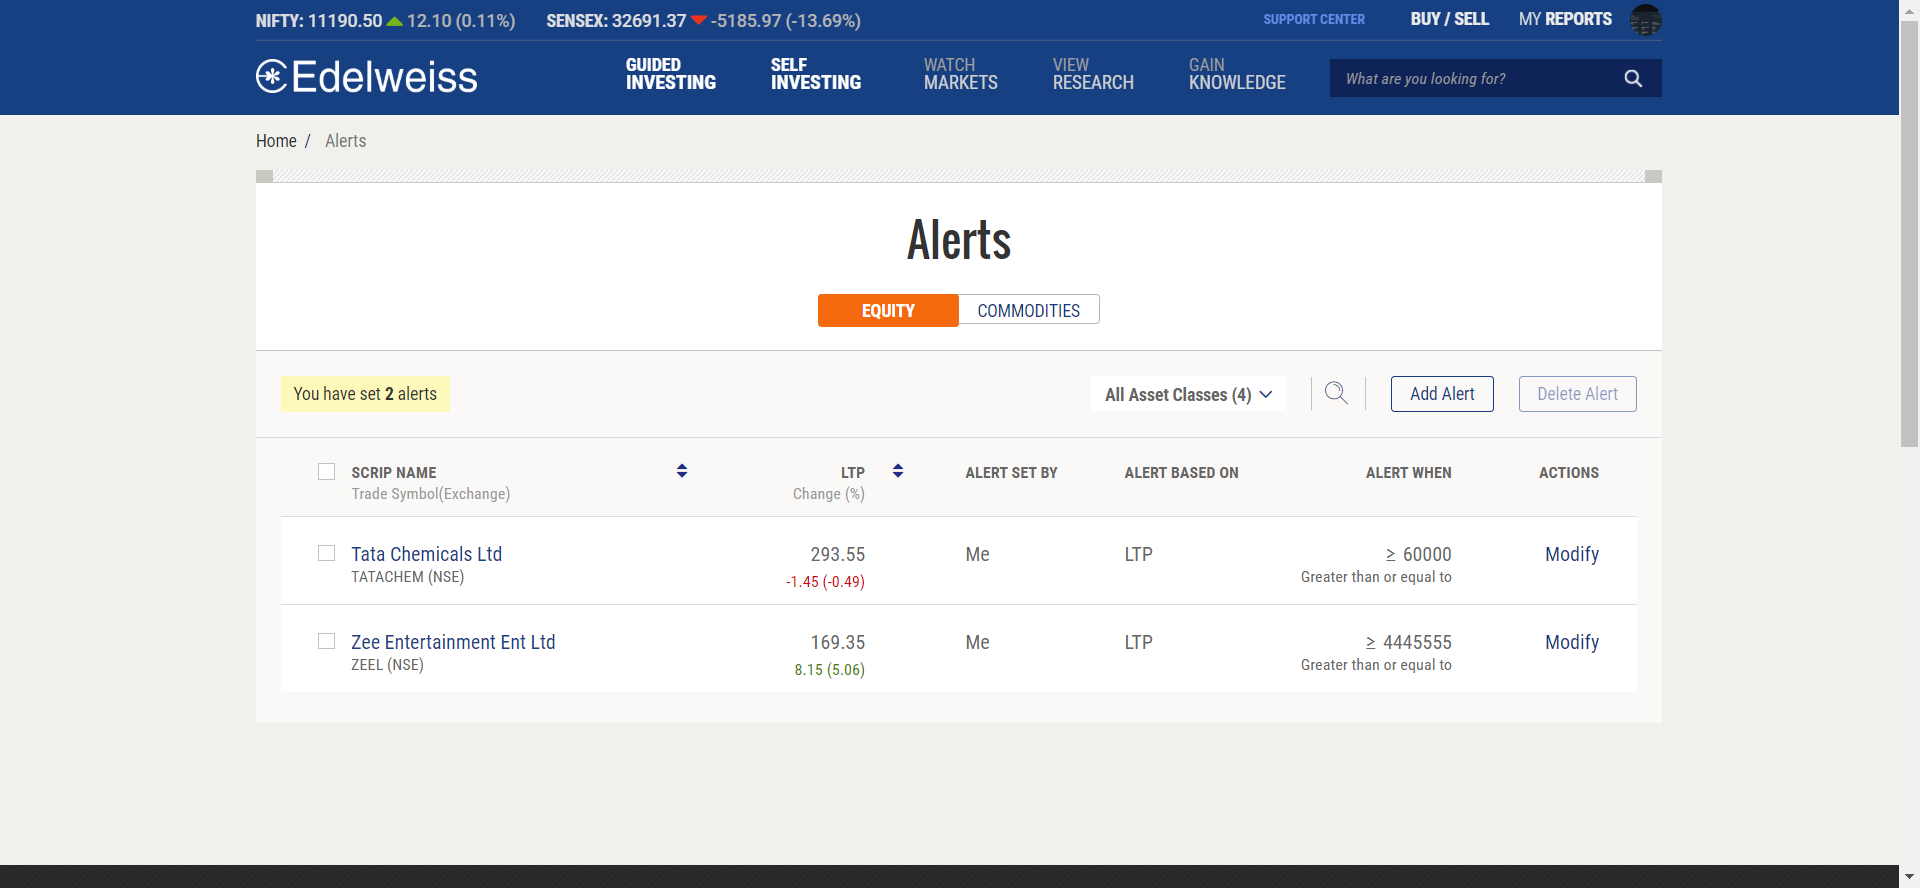 NIFTY: 11190.50 12.10 (0.11%) SENSEX: 32691.37 -5185.97 (-13.69%) SUPPORT CENTER BUY / SELL MY REPORTS
Edelweiss
GUIDED INVESTING
SELF INVESTING
WATCH MARKETS
VIEW RESEARCH
GAIN KNOWLEDGE
What are you looking for?
Home / Alerts
Alerts
EQUITY COMMODITIES
You have set 2 alerts All Asset Classes (4) Add Alert Delete Alert
SCRIP NAME LTP ALERT SET BY ALERT BASED ON ALERT WHEN ACTIONS
Trade Symbol(Exchange) Change (%)
Tata Chemicals Ltd 293.55 Me LTP ≥ 60000 Modify
TATACHEM (NSE) -1.45 (-0.49) Greater than or equal to
Zee Entertainment Ent Ltd 169.35 Me LTP ≥ 4445555 Modify
ZEEL (NSE) 8.15 (5.06) Greater than or equal to